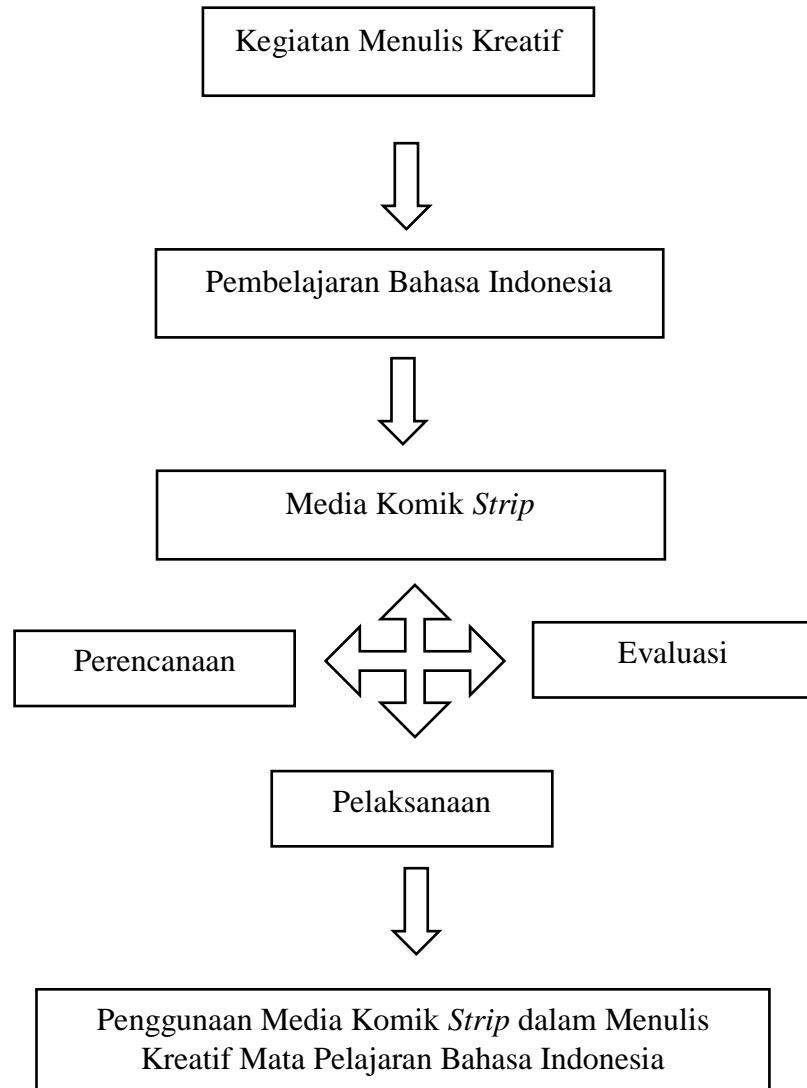 Kegiatan Menulis Kreatif
Pembelajaran Bahasa Indonesia
Media Komik Strip
Perencanaan
Evaluasi
Pelaksanaan
Penggunaan Media Komik Strip dalam Menulis
Kreatif Mata Pelajaran Bahasa Indonesia